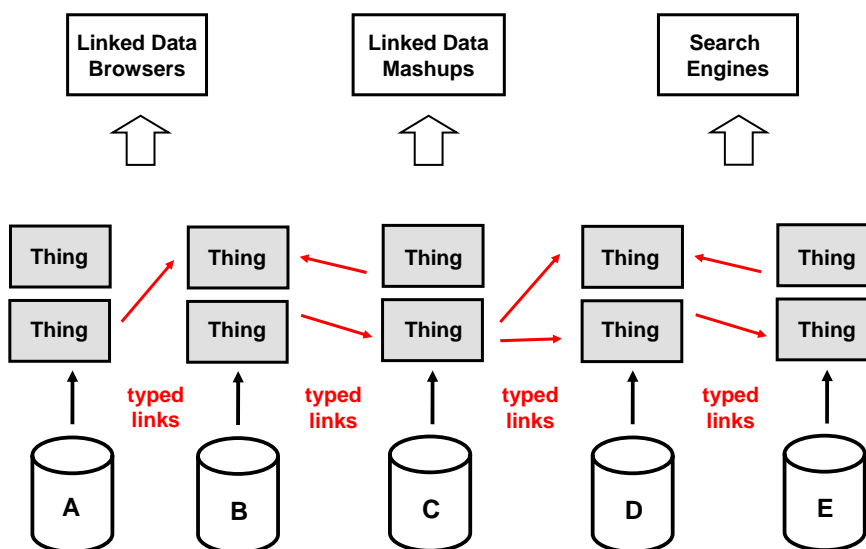 Linked Data
Browsers
Linked Data
Mashups
Search
Engines
Thing
Thing
Thing
Thing
Thing
Thing
Thing
Thing
Thing
Thing
typed
links
typed
links
typed
links
typed
links
A
B
C
D
E